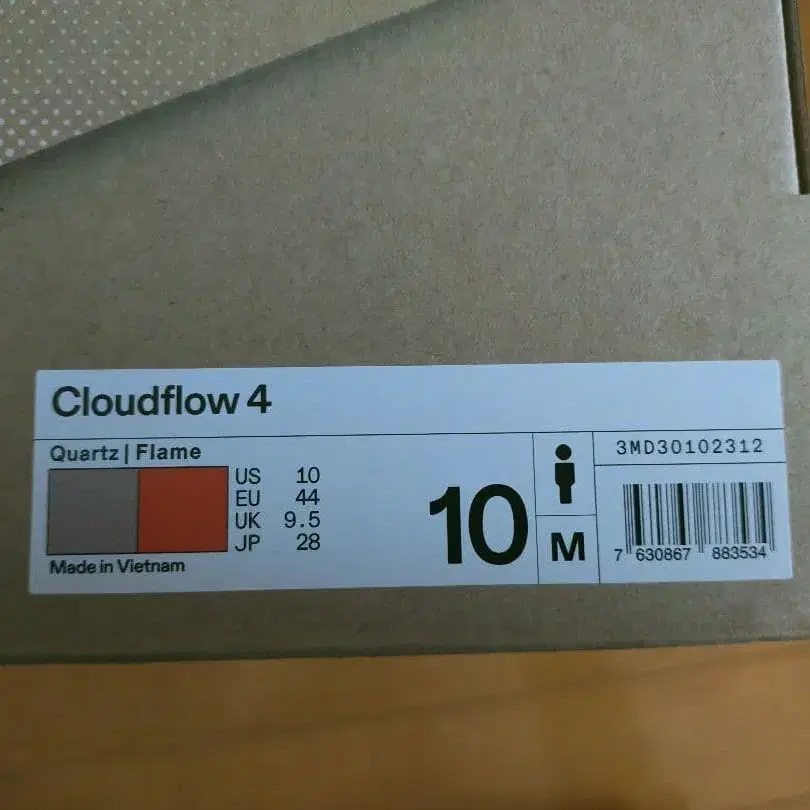 Cloudflow 4
Quartz | Flame
US 10
EU 44
UK 9.5
JP 28
Made in Vietnam
10
M
3MD30102312
7 630867 883534